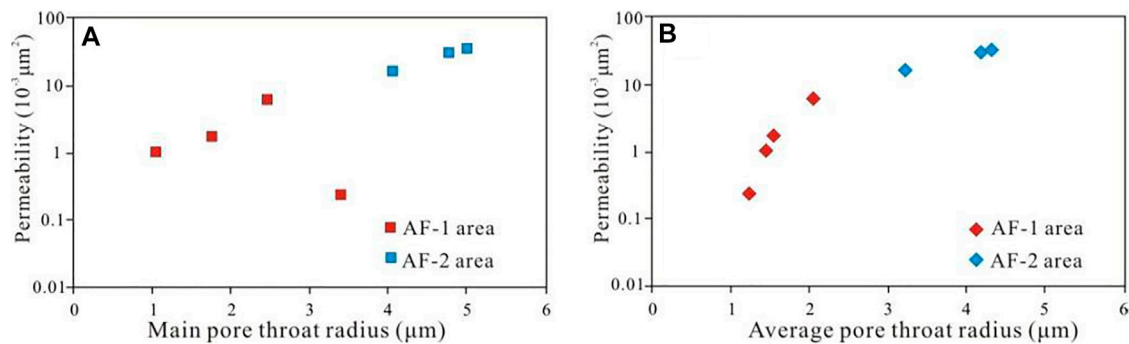 A
100
10
1
0.1
0.01
Permeability (10⁻³ μm²)
AF-1 area
AF-2 area
0 1 2 3 4 5 6
Main pore throat radius (μm)
B
100
10
1
0.1
0.01
Permeability (10⁻³ μm²)
AF-1 area
AF-2 area
0 1 2 3 4 5 6
Average pore throat radius (μm)